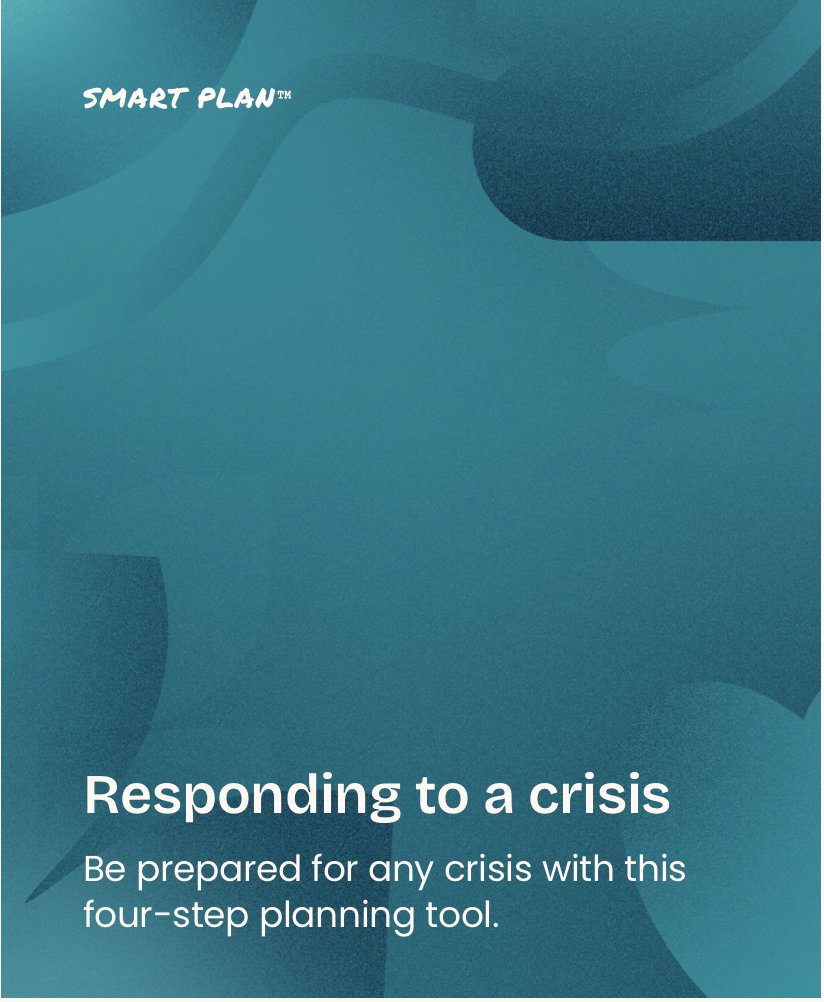 SMART PLAN™
Responding to a crisis
Be prepared for any crisis with this
four-step planning tool.